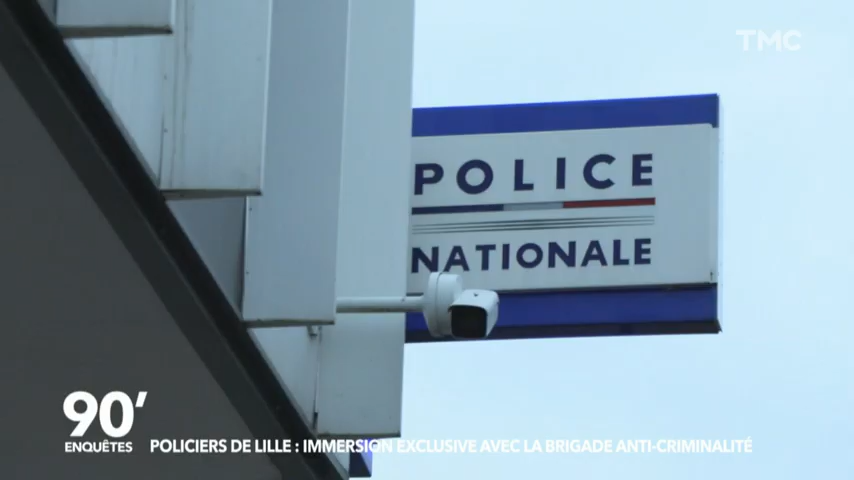 TMC
POLICE
NATIONALE
90'
ENQUÊTES
POLICIERS DE LILLE : IMMERSION EXCLUSIVE AVEC LA BRIGADE ANTI-CRIMINALITÉ